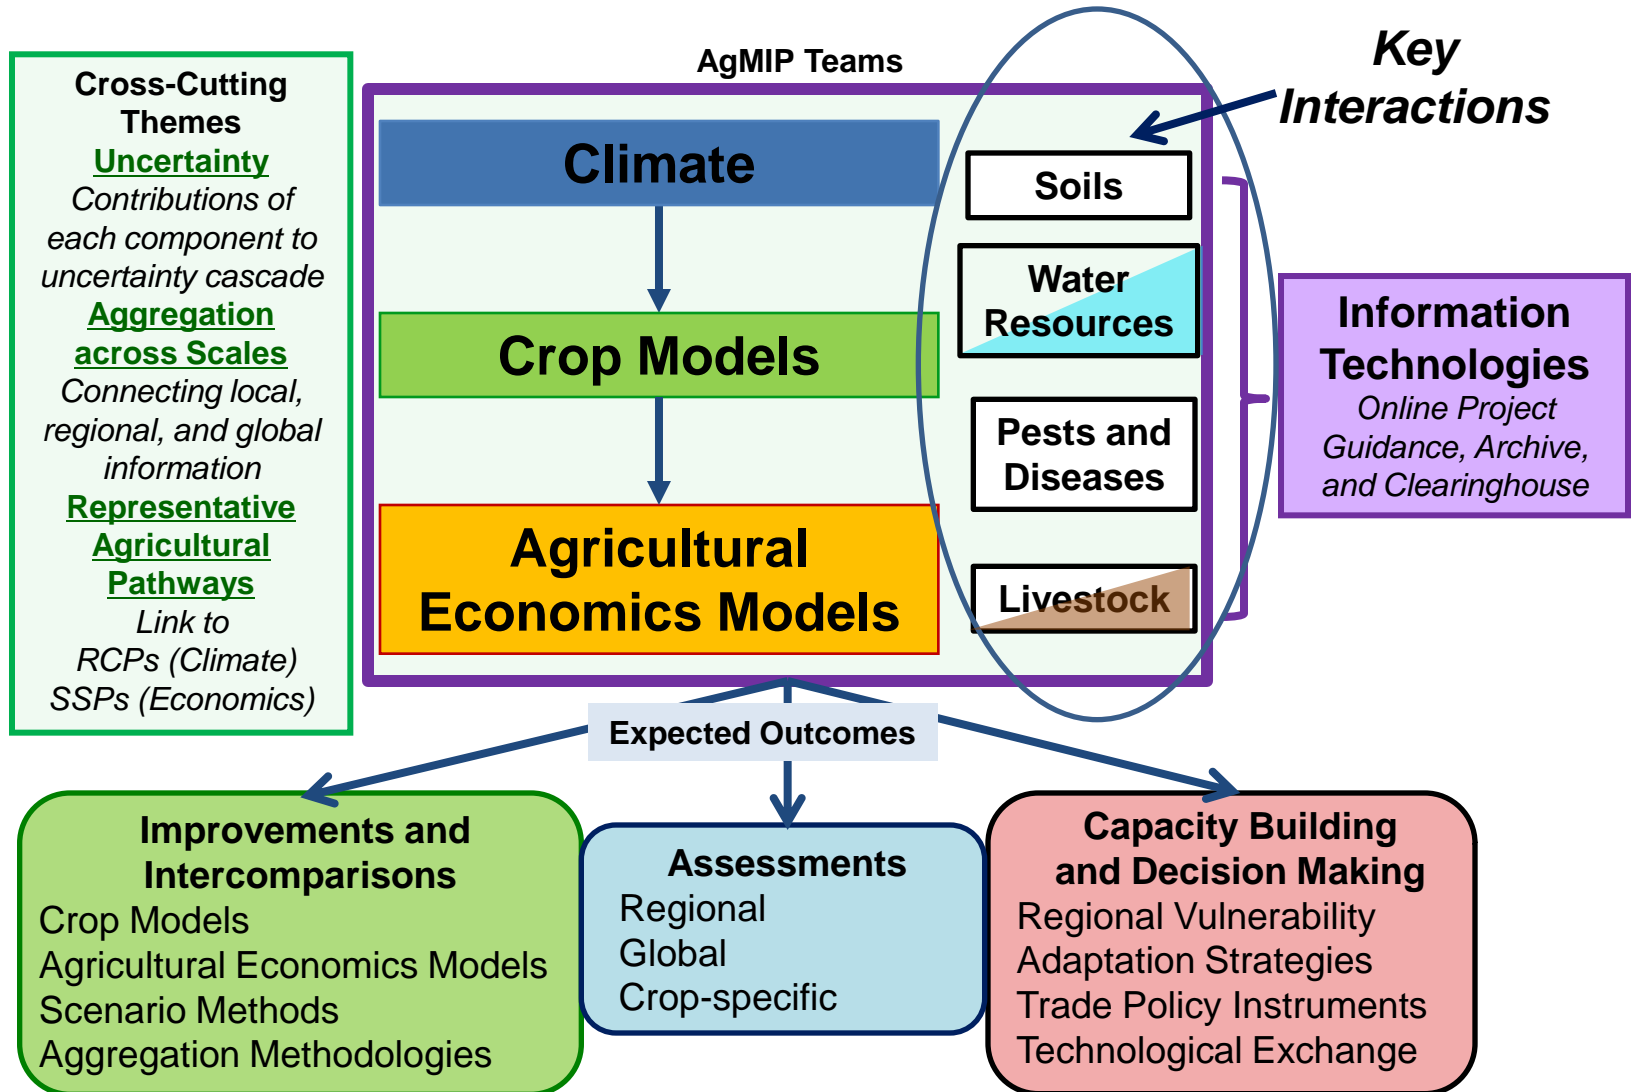 Cross-Cutting
Themes
Uncertainty
Contributions of
each component to
uncertainty cascade
Aggregation
across Scales
Connecting local,
regional, and global
information
Representative
Agricultural
Pathways
Link to
RCPs (Climate)
SSPs (Economics)
AgMIP Teams
Climate
Crop Models
Agricultural
Economics Models
Key
Interactions
Soils
Water
Resources
Pests and
Diseases
Livestock
Information
Technologies
Online Project
Guidance, Archive,
and Clearinghouse
Expected Outcomes
Improvements and
Intercomparisons
Crop Models
Agricultural Economics Models
Scenario Methods
Aggregation Methodologies
Assessments
Regional
Global
Crop-specific
Capacity Building
and Decision Making
Regional Vulnerability
Adaptation Strategies
Trade Policy Instruments
Technological Exchange